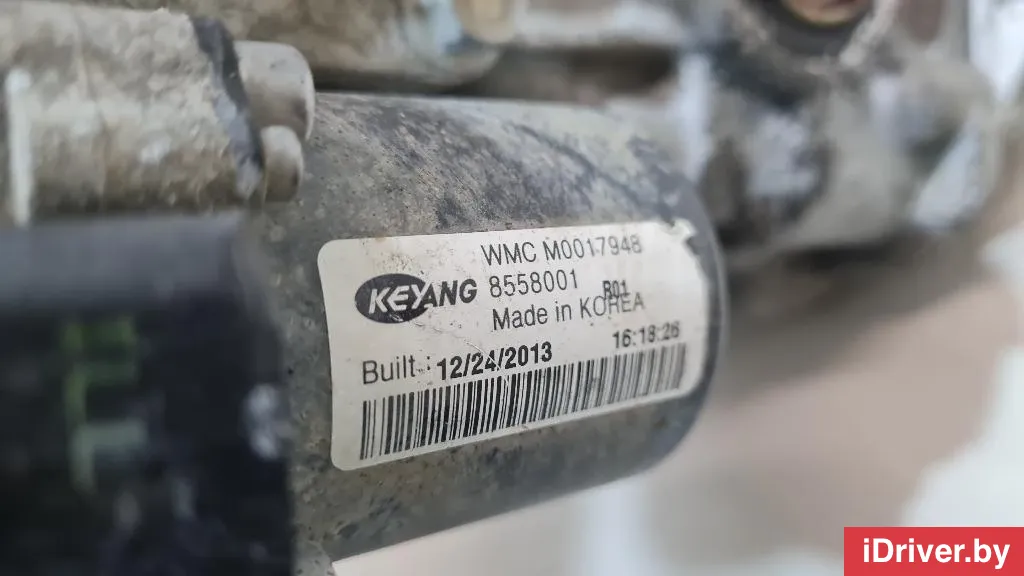 WMC M0017948
KEYANG 8558001 R01
Made in KOREA
Built : 12/24/2013 16:18:26
iDriver.by